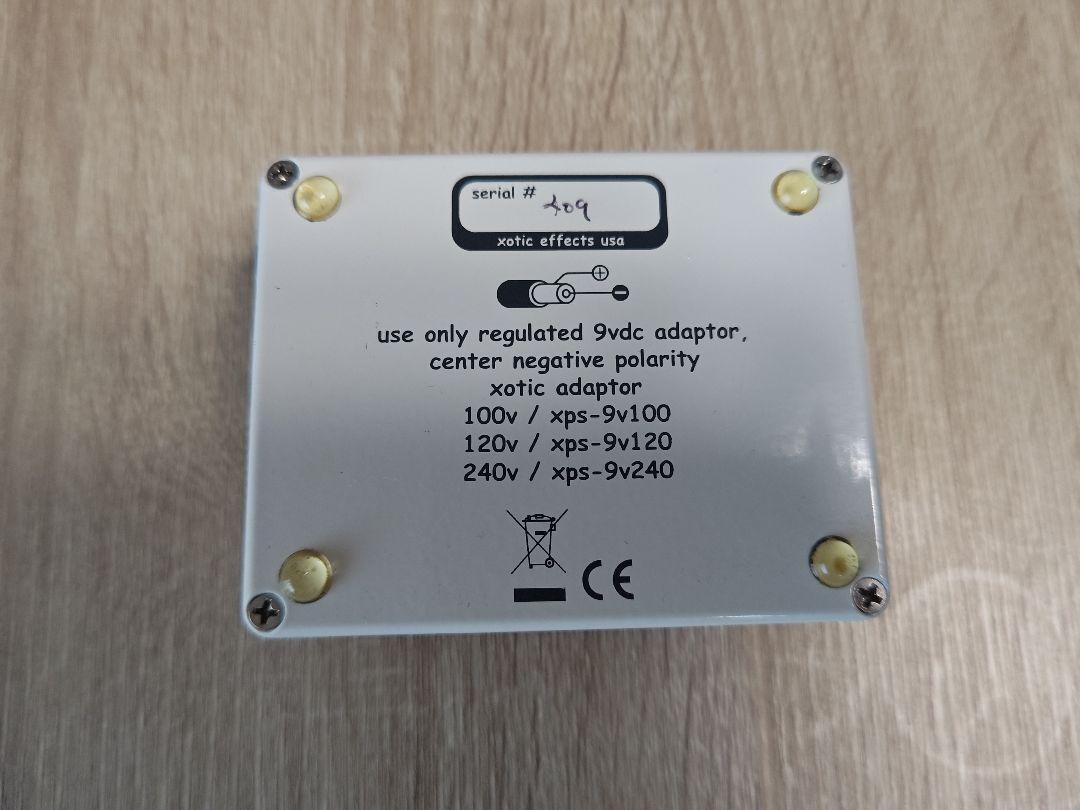 serial #
409
xotic effects usa
use only regulated 9vdc adaptor,
center negative polarity
xotic adaptor
100v / xps-9v100
120v / xps-9v120
240v / xps-9v240
CE